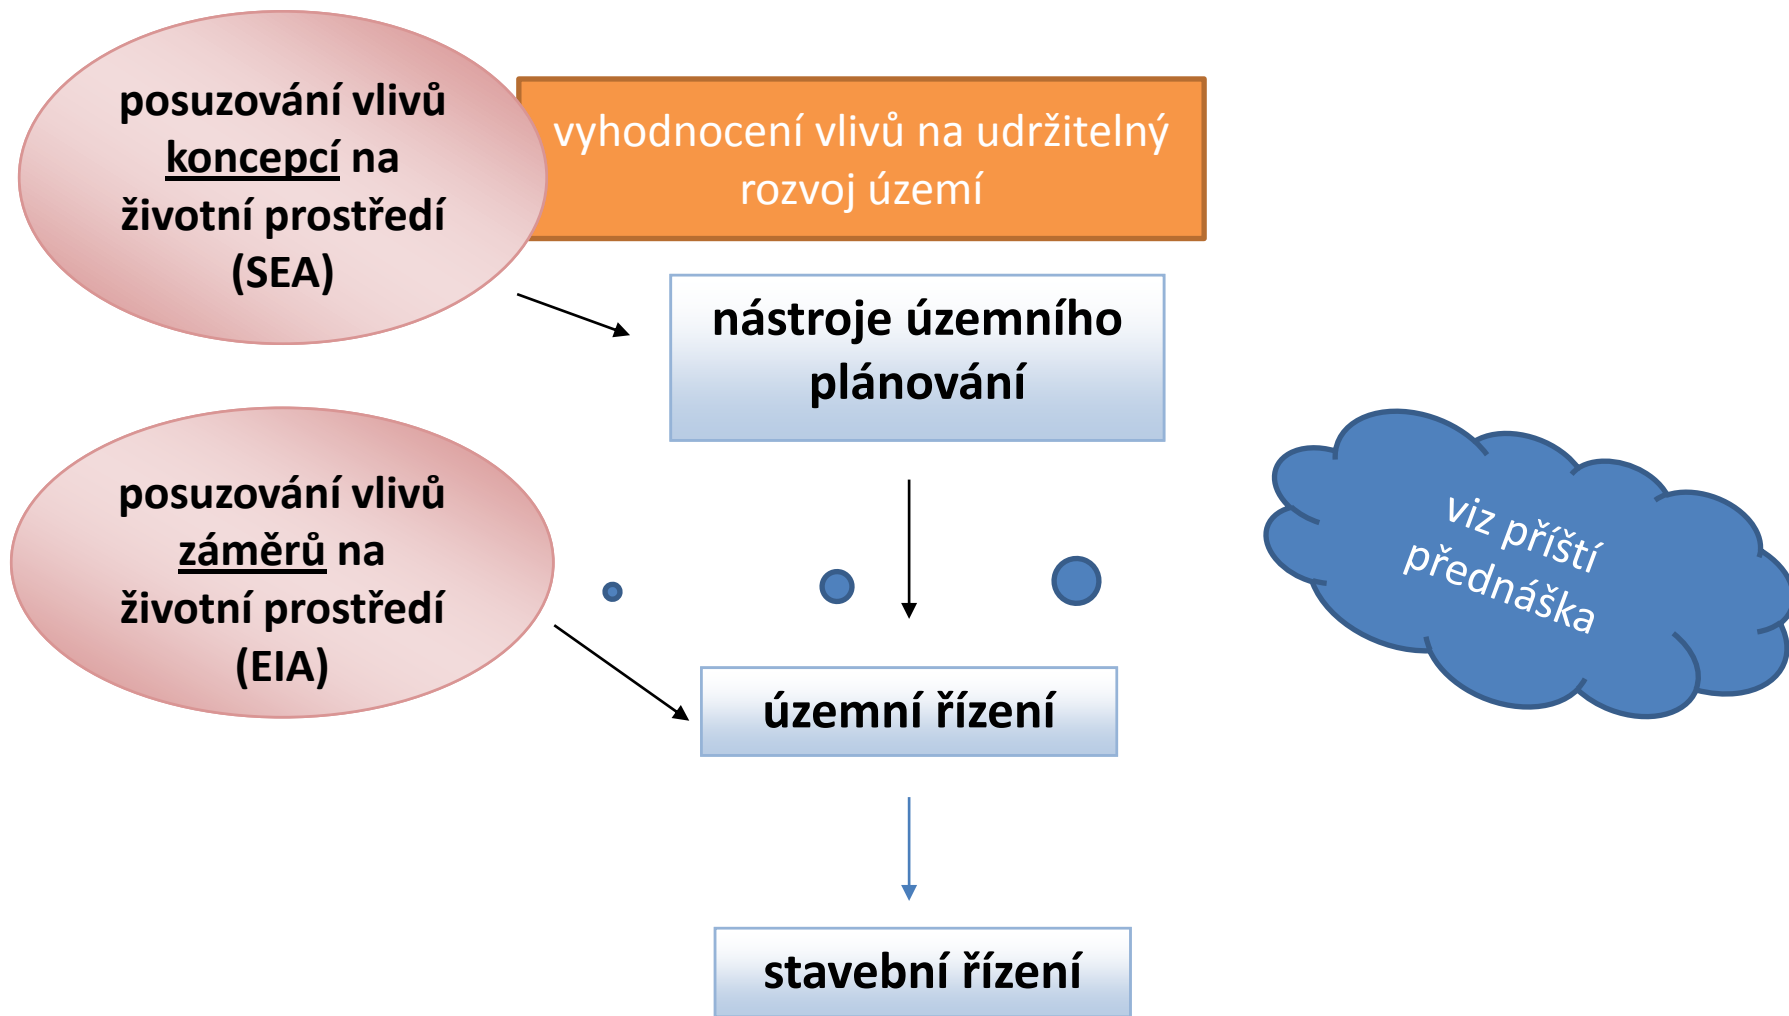 posuzování vlivů
koncepcí na
životní prostředí
(SEA)
vyhodnocení vlivů na udržitelný
rozvoj území
nástroje územního
plánování
posuzování vlivů
záměrů na
životní prostředí
(EIA)
viz příští
přednáška
územní řízení
stavební řízení